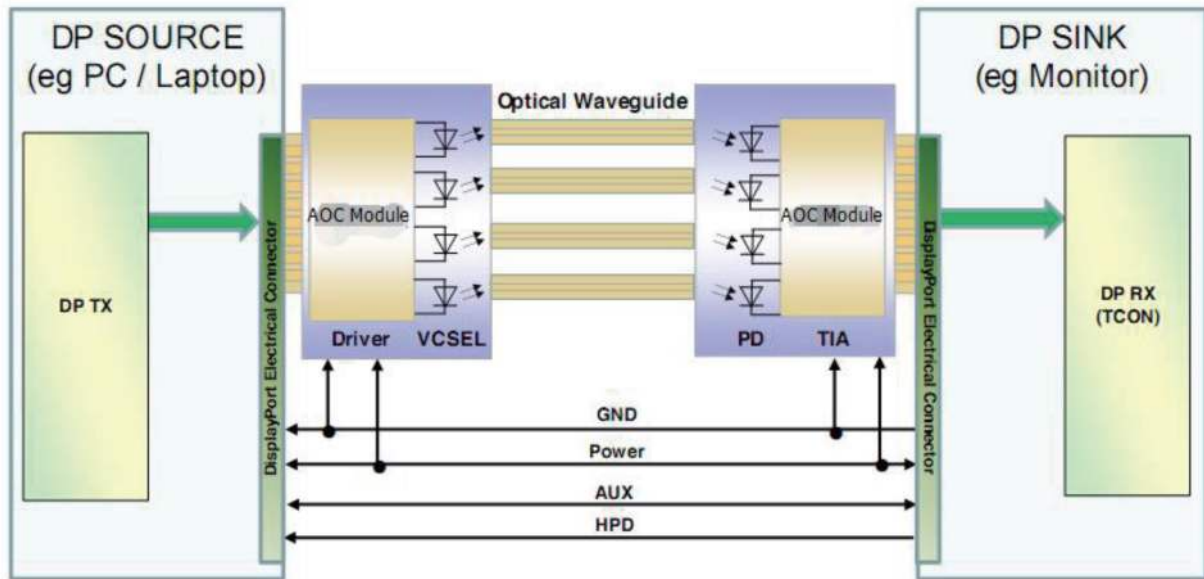 DP SOURCE
(eg PC / Laptop)
DP TX
DisplayPort Electrical Connector
AOC Module
Driver VCSEL
Optical Waveguide
AOC Module
PD TIA
DisplayPort Electrical Connector
DP SINK
(eg Monitor)
DP RX
(TCON)
GND
Power
AUX
HPD